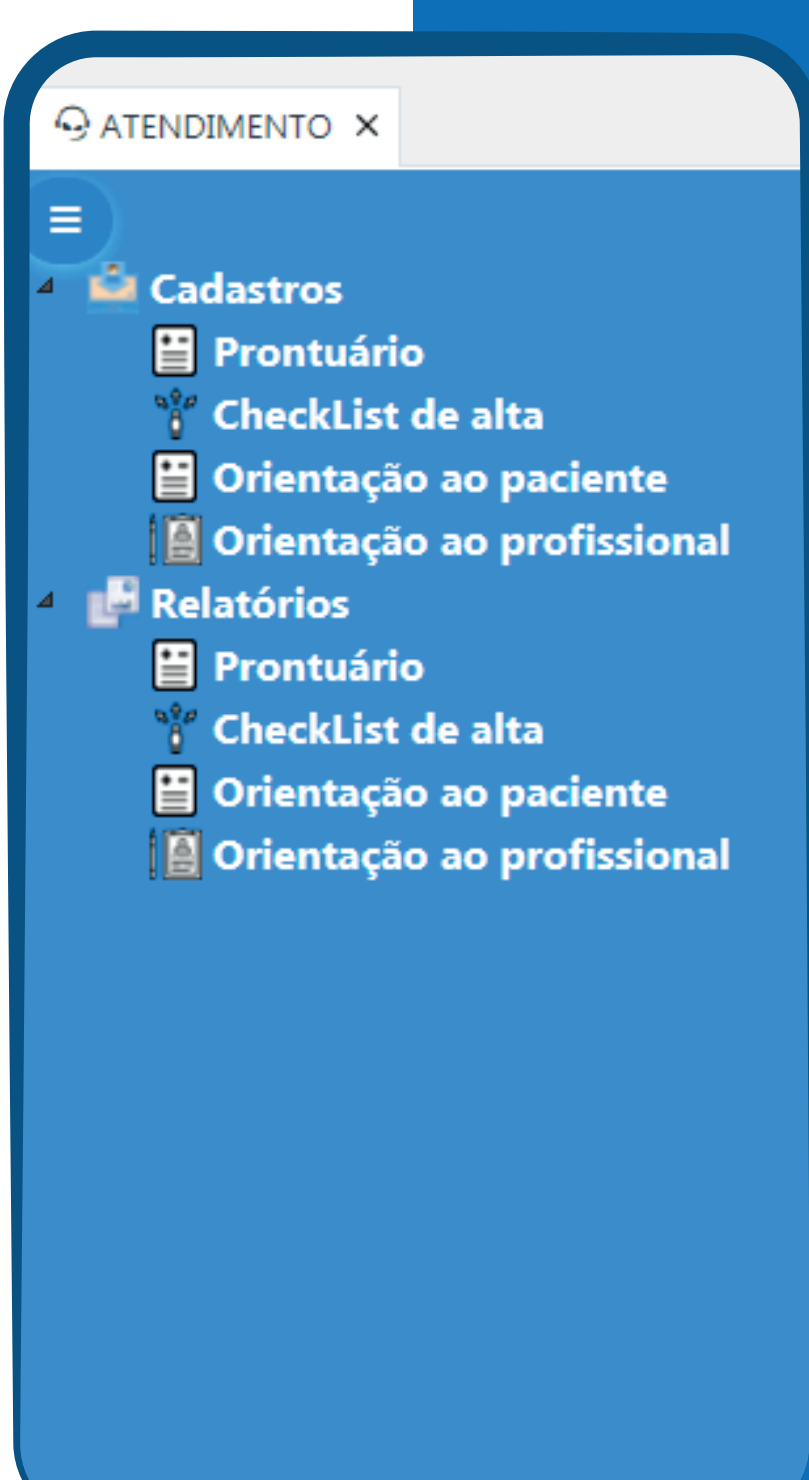 ATENDIMENTO
Cadastros
Prontuário
CheckList de alta
Orientação ao paciente
Orientação ao profissional
Relatórios
Prontuário
CheckList de alta
Orientação ao paciente
Orientação ao profissional